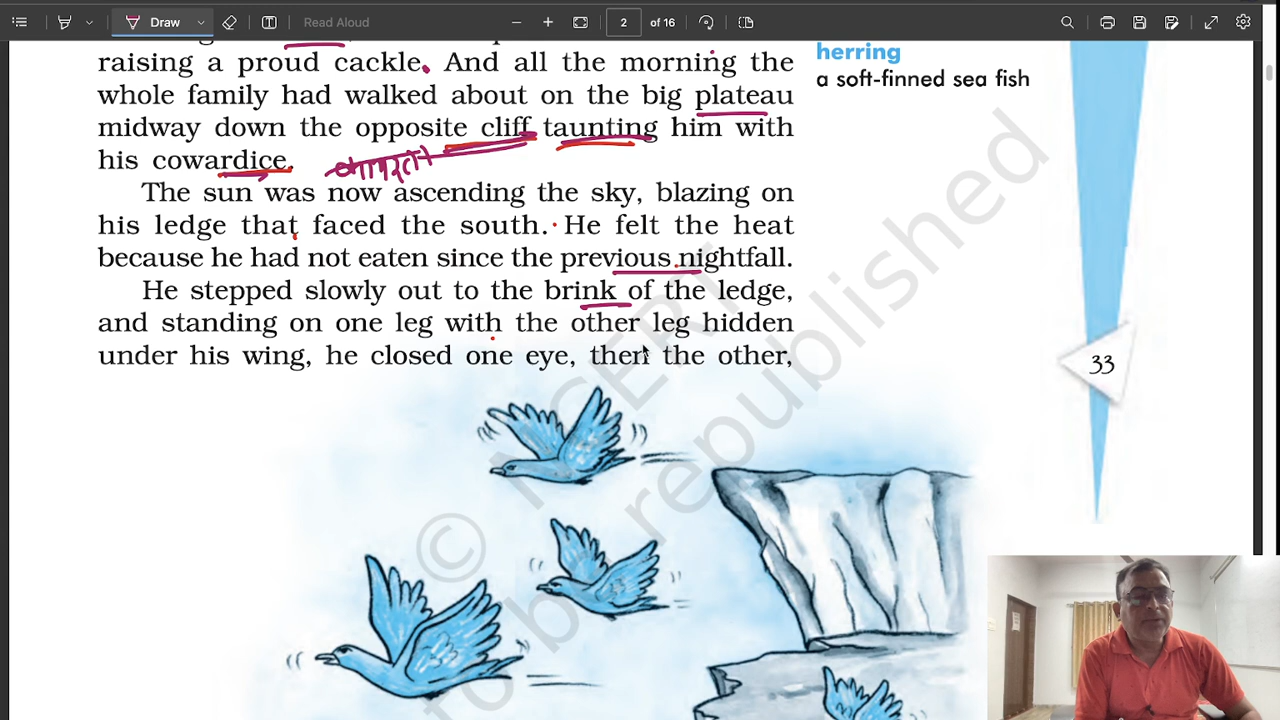 Draw
Read Aloud
2
of 16
raising a proud cackle. And all the morning the
whole family had walked about on the big plateau
midway down the opposite cliff taunting him with
his cowardice.
कायरता
The sun was now ascending the sky, blazing on
his ledge that faced the south. He felt the heat
because he had not eaten since the previous nightfall.
He stepped slowly out to the brink of the ledge,
and standing on one leg with the other leg hidden
under his wing, he closed one eye, then the other,
herring
a soft-finned sea fish
33
© NCERT
republished